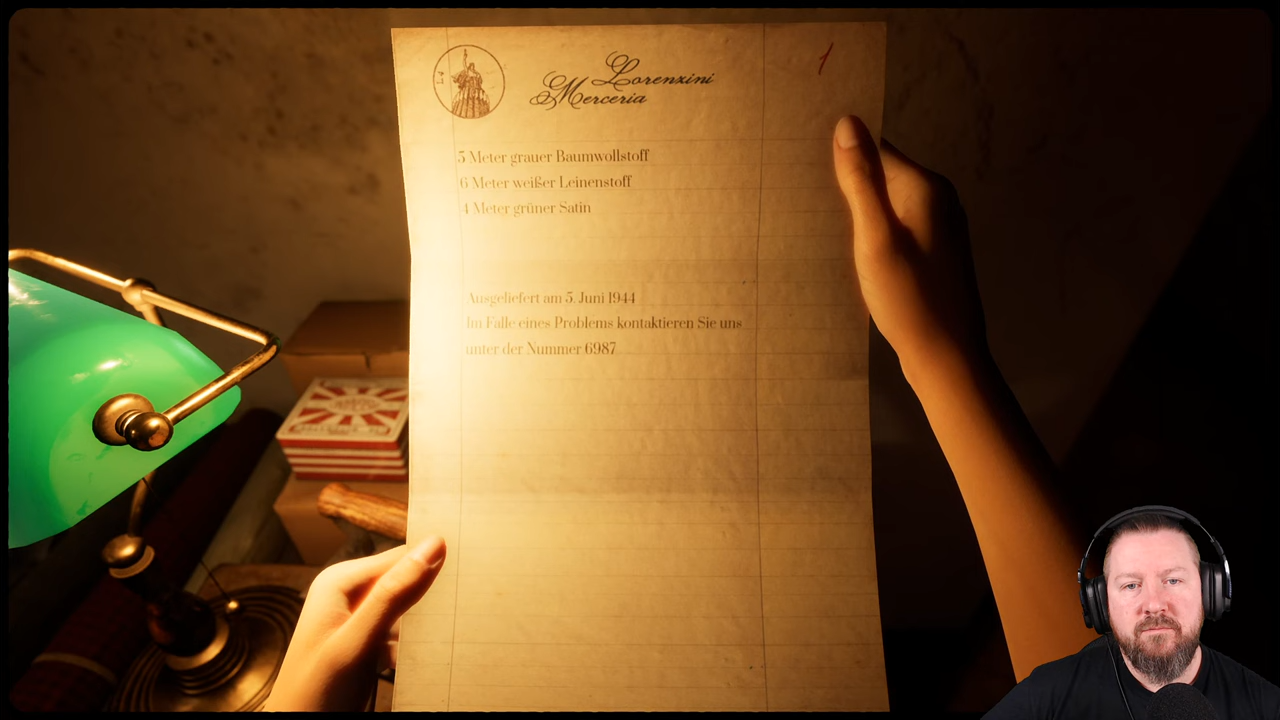 Lorenzini
Merceria
1
5 Meter grauer Baumwollstoff
6 Meter weißer Leinenstoff
4 Meter grüner Satin
Ausgeliefert am 5. Juni 1944
Im Falle eines Problems kontaktieren Sie uns
unter der Nummer 6987